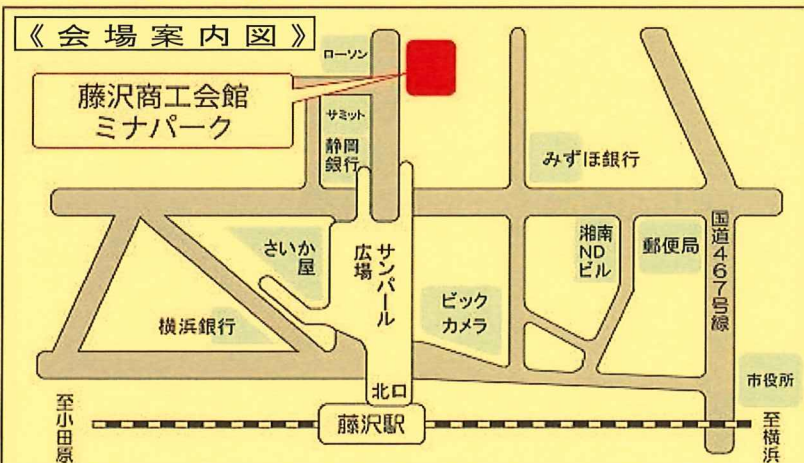 《会場案内図》
藤沢商工会館
ミナパーク
ローソン
サミット
静岡
銀行
みずほ銀行
さいか
屋
サンパール
広場
湘南
ND
ビル
郵便局
国道467号線
横浜銀行
ビック
カメラ
市役所
北口
藤沢駅
至小田原
至横浜